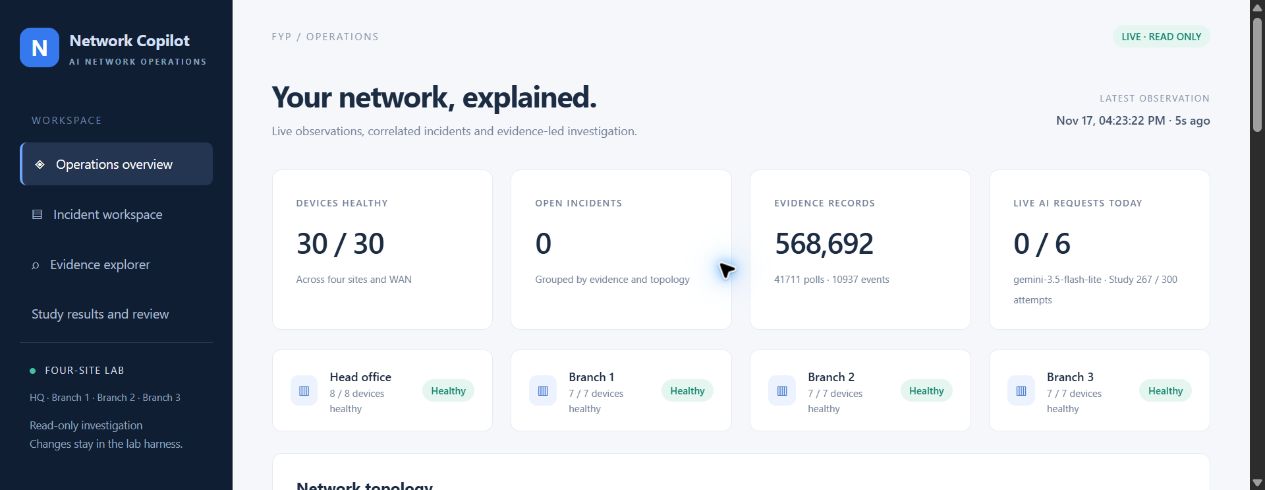 N
Network Copilot
AI NETWORK OPERATIONS
WORKSPACE
Operations overview
Incident workspace
Evidence explorer
Study results and review
FOUR-SITE LAB
HQ · Branch 1 · Branch 2 · Branch 3
Read-only investigation
Changes stay in the lab harness.
FYP / OPERATIONS
LIVE · READ ONLY
Your network, explained.
Live observations, correlated incidents and evidence-led investigation.
LATEST OBSERVATION
Nov 17, 04:23:22 PM · 5s ago
DEVICES HEALTHY
30 / 30
Across four sites and WAN
OPEN INCIDENTS
0
Grouped by evidence and topology
EVIDENCE RECORDS
568,692
41711 polls · 10937 events
LIVE AI REQUESTS TODAY
0 / 6
gemini-3.5-flash-lite · Study 267 / 300
attempts
Head office
8 / 8 devices
healthy
Healthy
Branch 1
7 / 7 devices
healthy
Healthy
Branch 2
7 / 7 devices
healthy
Healthy
Branch 3
7 / 7 devices
healthy
Healthy
Network topology